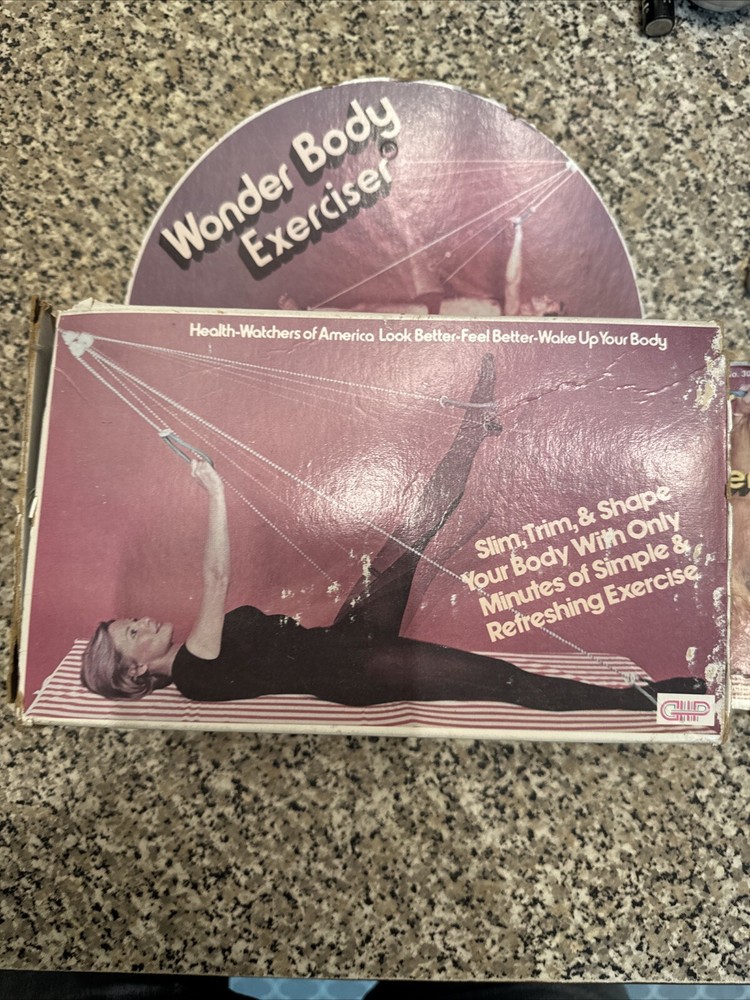 Wonder Body
Exerciser
Health-Watchers of America Look Better-Feel Better-Wake Up Your Body
Slim, Trim, & Shape
Your Body With Only
Minutes of Simple &
Refreshing Exercise